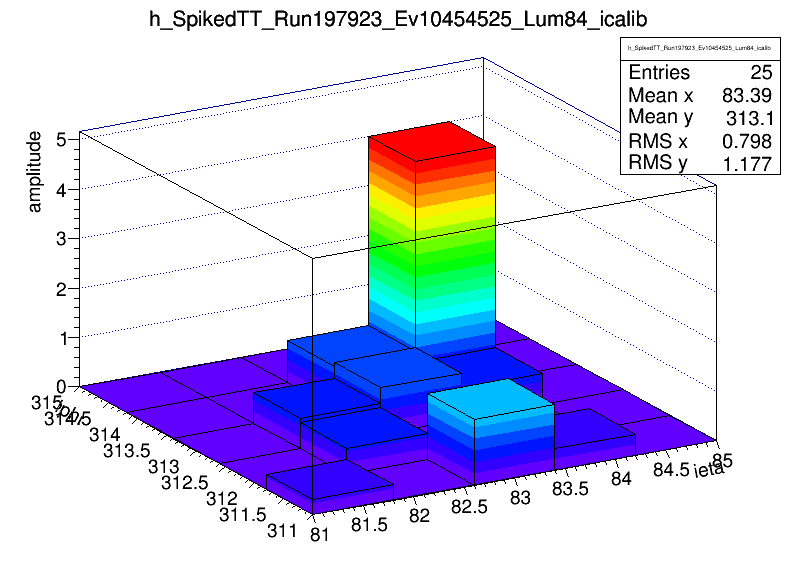 h_SpikedTT_Run197923_Ev10454525_Lum84_icalib
h_SpikedTT_Run197923_Ev10454525_Lum84_icalib
Entries 25
Mean x 83.39
Mean y 313.1
RMS x 0.798
RMS y 1.177
amplitude
5
4
3
2
1
0
315
314.5
314
313.5
313
312.5
312
311.5
311
81
81.5
82
82.5
83
83.5
84
84.5
85
ieta